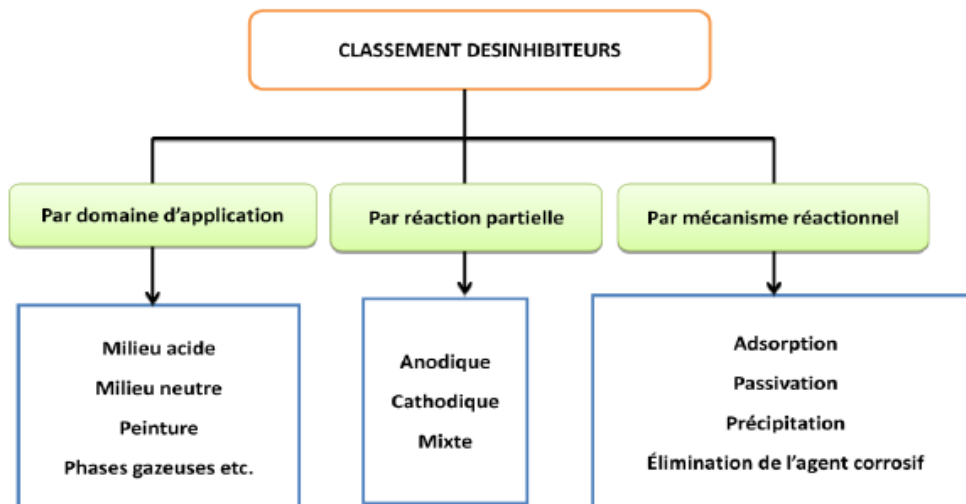 CLASSEMENT DESINHIBITEURS
Par domaine d'application
Par réaction partielle
Par mécanisme réactionnel
Milieu acide
Milieu neutre
Peinture
Phases gazeuses etc.
Anodique
Cathodique
Mixte
Adsorption
Passivation
Précipitation
Élimination de l'agent corrosif